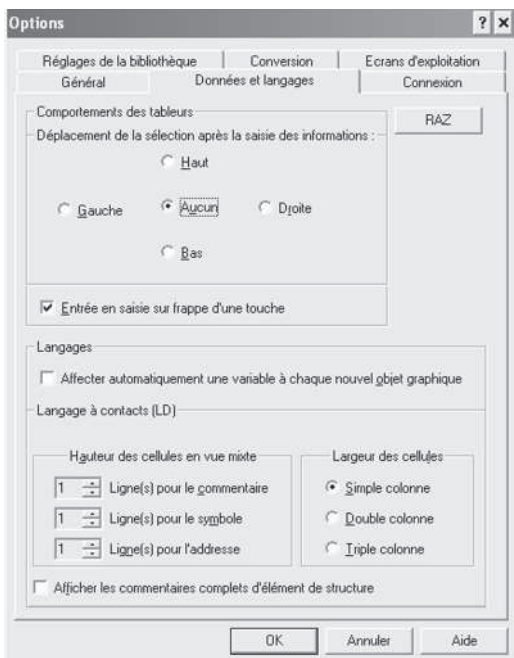 Options
Réglages de la bibliothèque Conversion Ecrans d'exploitation
Général Données et langages Connexion
Comportements des tableurs
RAZ
Déplacement de la sélection après la saisie des informations :
Haut
Gauche Aucun Droite
Bas
Entrée en saisie sur frappe d'une touche
Langages
Affecter automatiquement une variable à chaque nouvel objet graphique
Langage à contacts (LD)
Hauteur des cellules en vue mixte
1 Ligne(s) pour le commentaire
1 Ligne(s) pour le symbole
1 Ligne(s) pour l'addresse
Largeur des cellules
Simple colonne
Double colonne
Triple colonne
Afficher les commentaires complets d'élément de structure
OK Annuler Aide